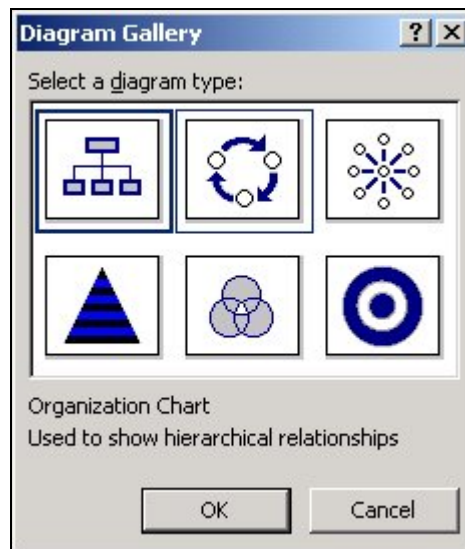 Diagram Gallery
Select a diagram type:
Organization Chart
Used to show hierarchical relationships
OK Cancel